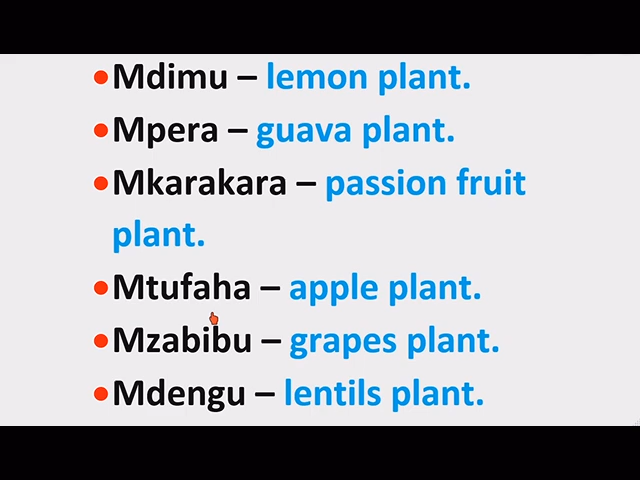 •Mdimu – lemon plant.
•Mpera – guava plant.
•Mkarakara – passion fruit
plant.
•Mtufaha – apple plant.
•Mzabibu – grapes plant.
•Mdengu – lentils plant.